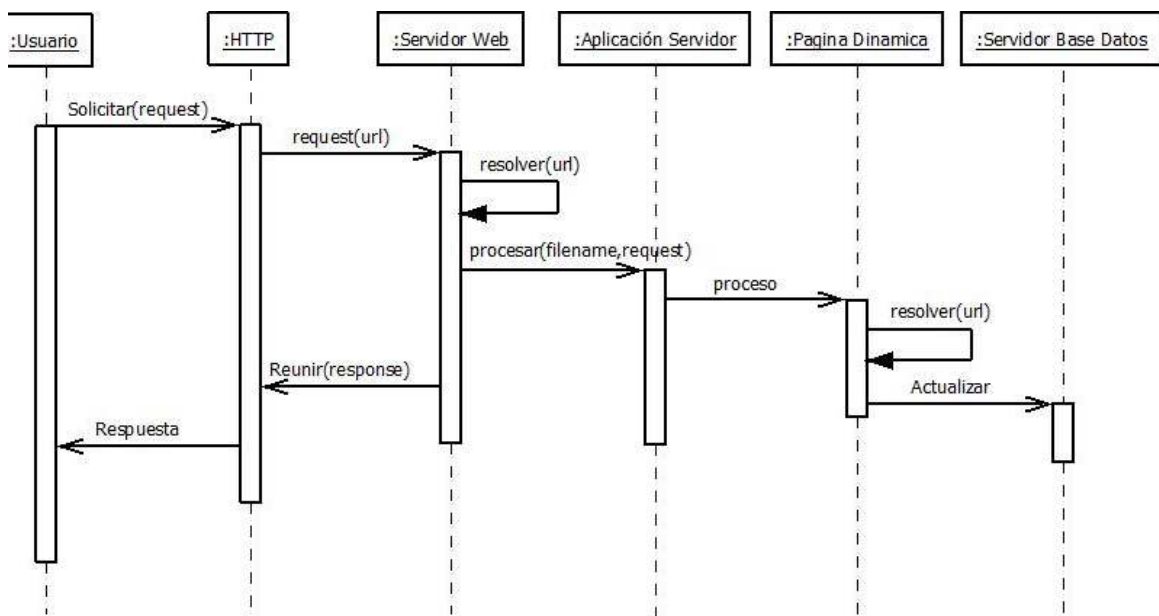 :Usuario
:HTTP
:Servidor Web
:Aplicación Servidor
:Pagina Dinamica
:Servidor Base Datos
Solicitar(request)
request(url)
resolver(url)
procesar(filename,request)
proceso
resolver(url)
Reunir(response)
Actualizar
Respuesta